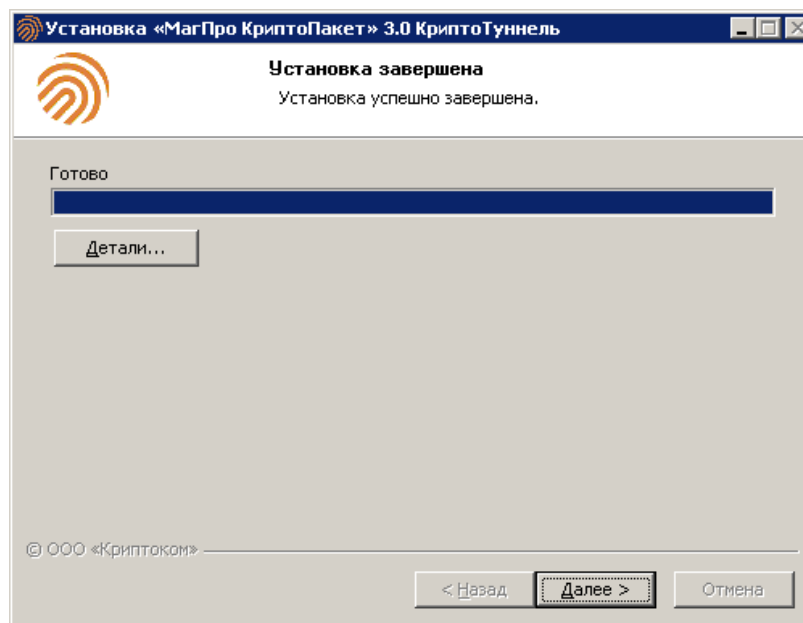 Установка «МагПро КриптоПакет» 3.0 КриптоТуннель
Установка завершена
Установка успешно завершена.
Готово
Детали...
© ООО «Криптоком»
< Назад
Далее >
Отмена